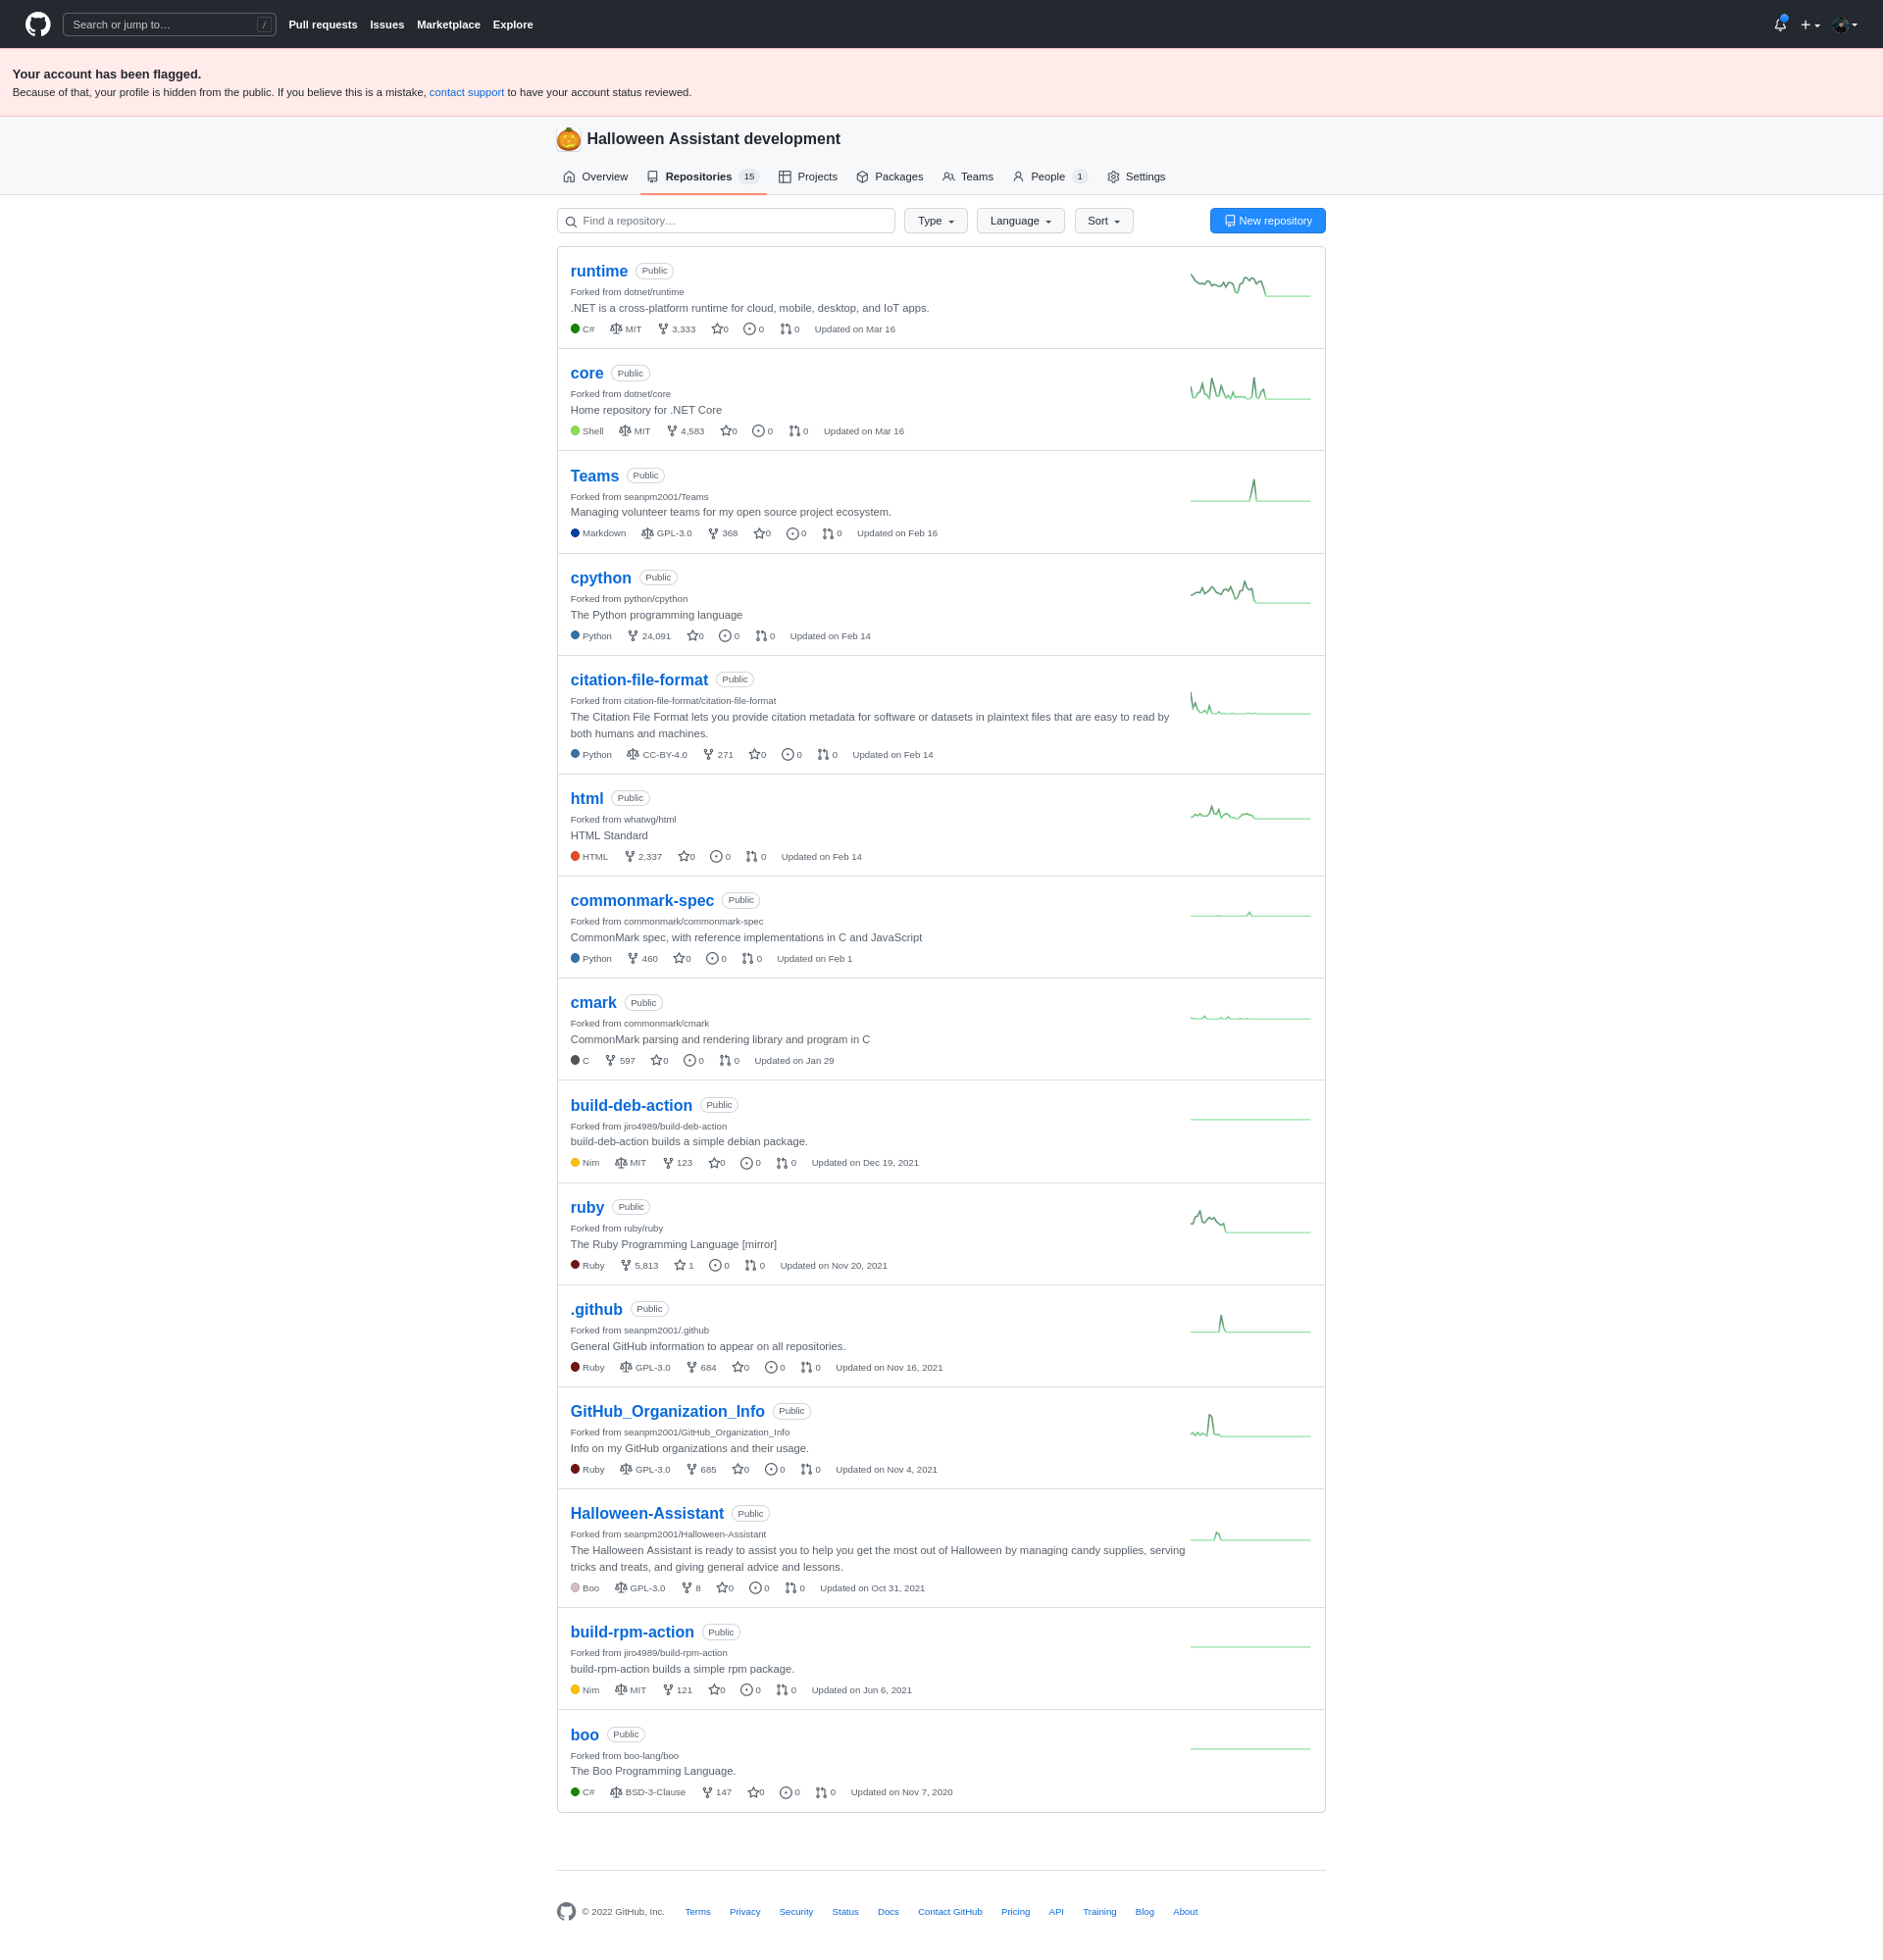 Search or jump to… / Pull requests Issues Marketplace Explore
Your account has been flagged.
Because of that, your profile is hidden from the public. If you believe this is a mistake, contact support to have your account status reviewed.
Halloween Assistant development
Overview Repositories 15 Projects Packages Teams People 1 Settings
Find a repository… Type Language Sort New repository
runtime Public
Forked from dotnet/runtime
.NET is a cross-platform runtime for cloud, mobile, desktop, and IoT apps.
C# MIT 3,333 0 0 0 Updated on Mar 16
core Public
Forked from dotnet/core
Home repository for .NET Core
Shell MIT 4,583 0 0 0 Updated on Mar 16
Teams Public
Forked from seanpm2001/Teams
Managing volunteer teams for my open source project ecosystem.
Markdown GPL-3.0 368 0 0 0 Updated on Feb 16
cpython Public
Forked from python/cpython
The Python programming language
Python 24,091 0 0 0 Updated on Feb 14
citation-file-format Public
Forked from citation-file-format/citation-file-format
The Citation File Format lets you provide citation metadata for software or datasets in plaintext files that are easy to read by
both humans and machines.
Python CC-BY-4.0 271 0 0 0 Updated on Feb 14
html Public
Forked from whatwg/html
HTML Standard
HTML 2,337 0 0 0 Updated on Feb 14
commonmark-spec Public
Forked from commonmark/commonmark-spec
CommonMark spec, with reference implementations in C and JavaScript
Python 460 0 0 0 Updated on Feb 1
cmark Public
Forked from commonmark/cmark
CommonMark parsing and rendering library and program in C
C 597 0 0 0 Updated on Jan 29
build-deb-action Public
Forked from jiro4989/build-deb-action
build-deb-action builds a simple debian package.
Nim MIT 123 0 0 0 Updated on Dec 19, 2021
ruby Public
Forked from ruby/ruby
The Ruby Programming Language [mirror]
Ruby 5,813 1 0 0 Updated on Nov 20, 2021
.github Public
Forked from seanpm2001/.github
General GitHub information to appear on all repositories.
Ruby GPL-3.0 684 0 0 0 Updated on Nov 16, 2021
GitHub_Organization_Info Public
Forked from seanpm2001/GitHub_Organization_Info
Info on my GitHub organizations and their usage.
Ruby GPL-3.0 685 0 0 0 Updated on Nov 4, 2021
Halloween-Assistant Public
Forked from seanpm2001/Halloween-Assistant
The Halloween Assistant is ready to assist you to help you get the most out of Halloween by managing candy supplies, serving
tricks and treats, and giving general advice and lessons.
Boo GPL-3.0 8 0 0 0 Updated on Oct 31, 2021
build-rpm-action Public
Forked from jiro4989/build-rpm-action
build-rpm-action builds a simple rpm package.
Nim MIT 121 0 0 0 Updated on Jun 6, 2021
boo Public
Forked from boo-lang/boo
The Boo Programming Language.
C# BSD-3-Clause 147 0 0 0 Updated on Nov 7, 2020
© 2022 GitHub, Inc. Terms Privacy Security Status Docs Contact GitHub Pricing API Training Blog About